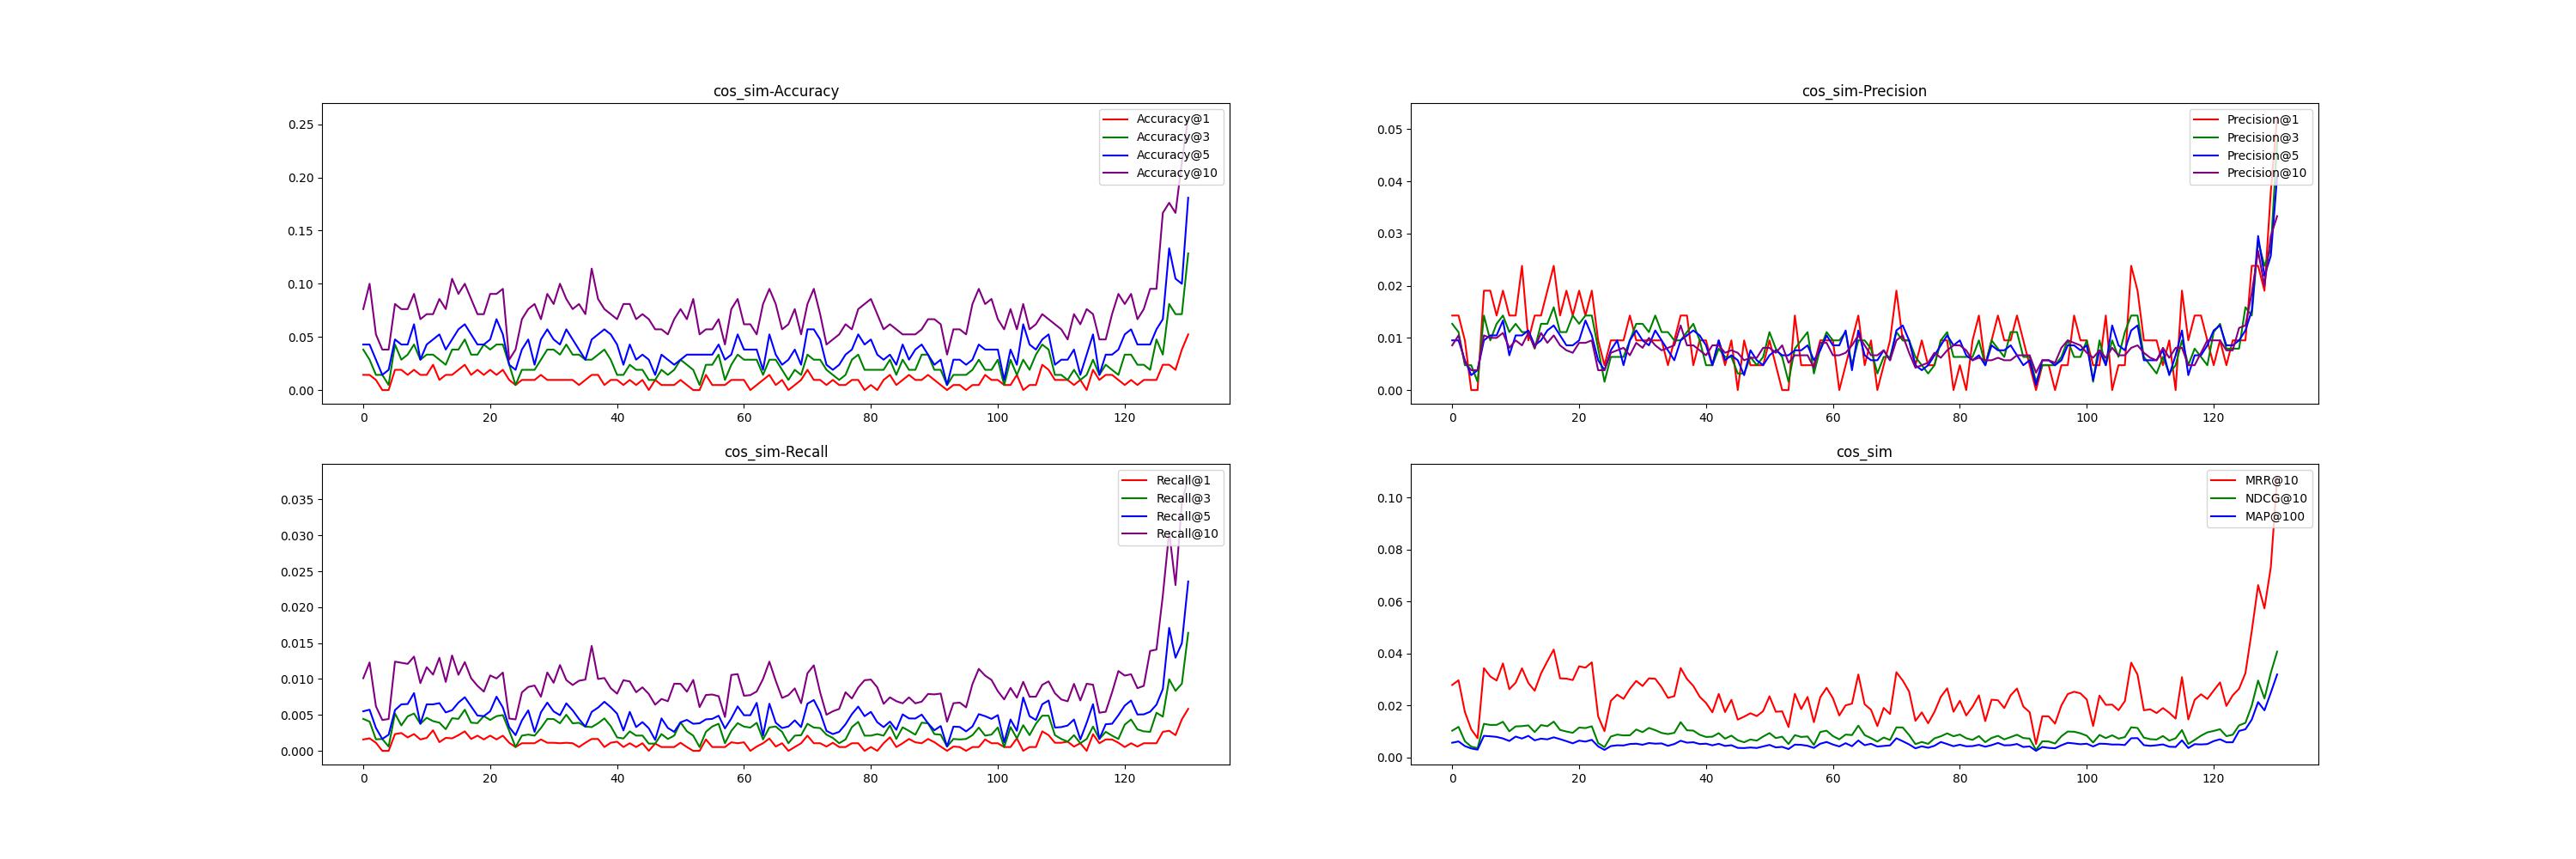 cos_sim-Accuracy
0.25
0.20
0.15
0.10
0.05
0.00
0 20 40 60 80 100 120
Accuracy@1
Accuracy@3
Accuracy@5
Accuracy@10
cos_sim-Precision
0.05
0.04
0.03
0.02
0.01
0.00
0 20 40 60 80 100 120
Precision@1
Precision@3
Precision@5
Precision@10
cos_sim-Recall
0.035
0.030
0.025
0.020
0.015
0.010
0.005
0.000
0 20 40 60 80 100 120
Recall@1
Recall@3
Recall@5
Recall@10
cos_sim
0.10
0.08
0.06
0.04
0.02
0.00
0 20 40 60 80 100 120
MRR@10
NDCG@10
MAP@100